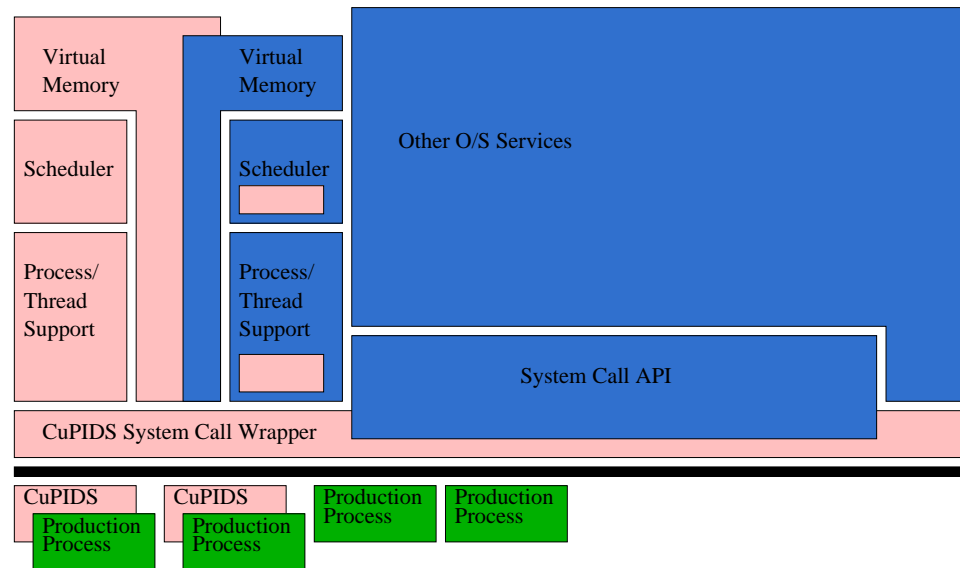 Virtual
Memory
Virtual
Memory
Other O/S Services
Scheduler
Scheduler
Process/
Thread
Support
Process/
Thread
Support
System Call API
CuPIDS System Call Wrapper
CuPIDS
Production
Process
CuPIDS
Production
Process
Production
Process
Production
Process